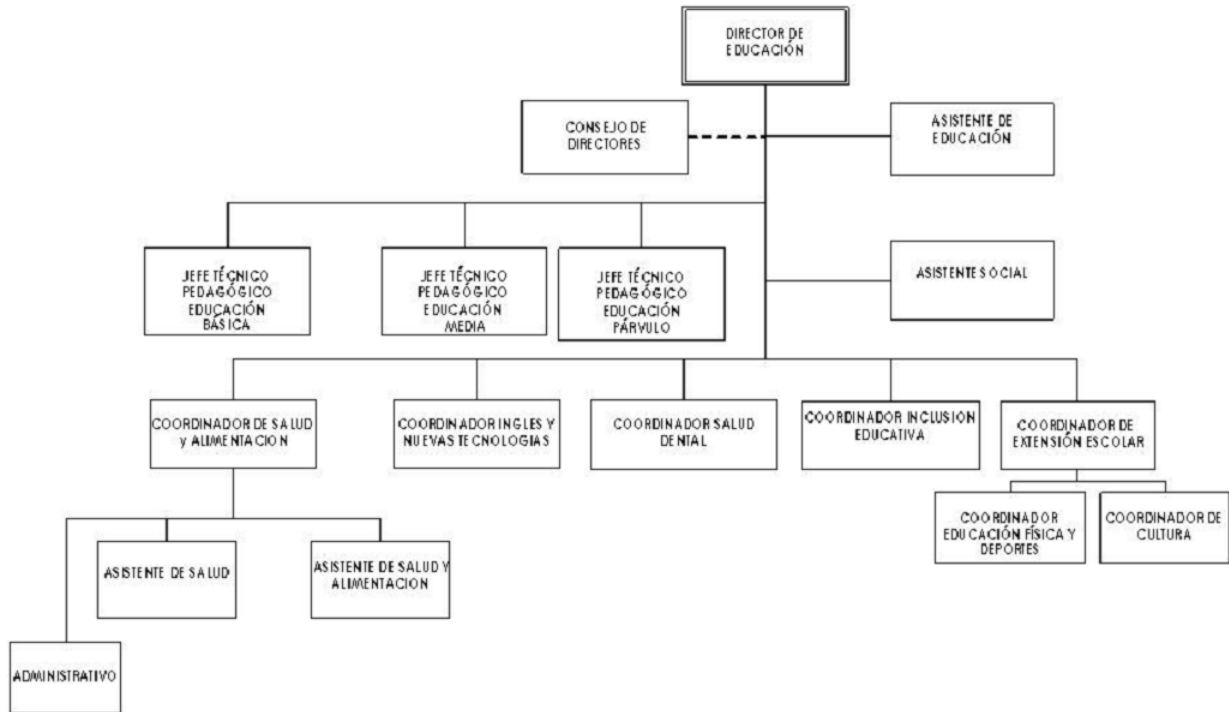 DIRECTOR DE
EDUCACIÓN
CONSEJO DE
DIRECTORES
ASISTENTE DE
EDUCACIÓN
JEFE TÉCNICO
PEDAGÓGICO
EDUCACIÓN
BÁSICA
JEFE TÉCNICO
PEDAGÓGICO
EDUCACIÓN
MEDIA
JEFE TÉCNICO
PEDAGÓGICO
EDUCACIÓN
PÁRVULO
ASISTENTE SOCIAL
COORDINADOR DE SALUD
y ALIMENTACION
COORDINADOR INGLES Y
NUEVAS TECNOLOGIAS
COORDINADOR SALUD
DENTAL
COORDINADOR INCLUSION
EDUCATIVA
COORDINADOR DE
EXTENSIÓN ESCOLAR
COORDINADOR
EDUCACIÓN FÍSICA Y
DEPORTES
COORDINADOR DE
CULTURA
ASISTENTE DE SALUD
ASISTENTE DE SALUD Y
ALIMENTACION
ADMINISTRATIVO